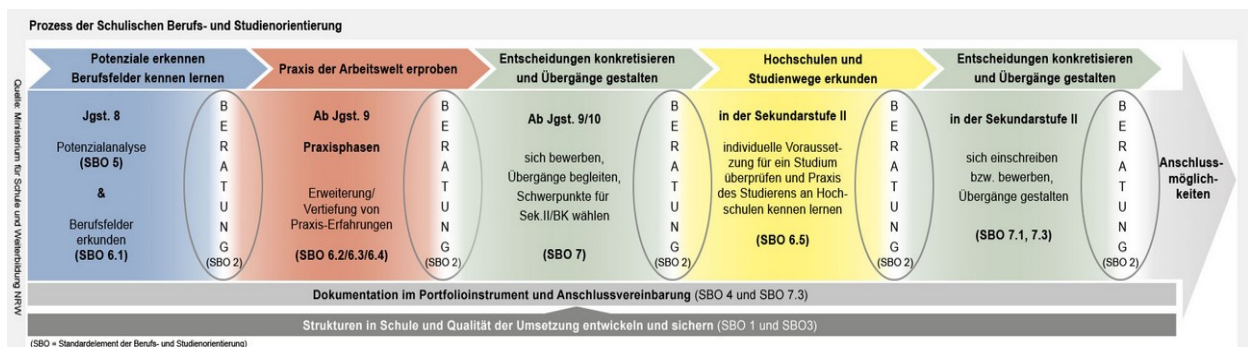 Prozess der Schulischen Berufs- und Studienorientierung
Quelle: Ministerium für Schule und Weiterbildung NRW
Potenziale erkennen
Berufsfelder kennen lernen
Jgst. 8
Potenzialanalyse
(SBO 5)
&
Berufsfelder
erkunden
(SBO 6.1)
BERATUNG
(SBO 2)
Praxis der Arbeitswelt erproben
Ab Jgst. 9
Praxisphasen
Erweiterung/
Vertiefung von
Praxis-Erfahrungen
(SBO 6.2/6.3/6.4)
BERATUNG
(SBO 2)
Entscheidungen konkretisieren
und Übergänge gestalten
Ab Jgst. 9/10
sich bewerben,
Übergänge begleiten,
Schwerpunkte für
Sek.II/BK wählen
(SBO 7)
BERATUNG
(SBO 2)
Hochschulen und
Studienwege erkunden
in der Sekundarstufe II
individuelle Vorausset-
zung für ein Studium
überprüfen und Praxis
des Studierens an Hoch-
schulen kennen lernen
(SBO 6.5)
BERATUNG
(SBO 2)
Entscheidungen konkretisieren
und Übergänge gestalten
in der Sekundarstufe II
sich einschreiben
bzw. bewerben,
Übergänge gestalten
(SBO 7.1, 7.3)
BERATUNG
(SBO 2)
Anschluss-
möglich-
keiten
Dokumentation im Portfolioinstrument und Anschlussvereinbarung (SBO 4 und SBO 7.3)
Strukturen in Schule und Qualität der Umsetzung entwickeln und sichern (SBO 1 und SBO3)
(SBO = Standardelement der Berufs- und Studienorientierung)